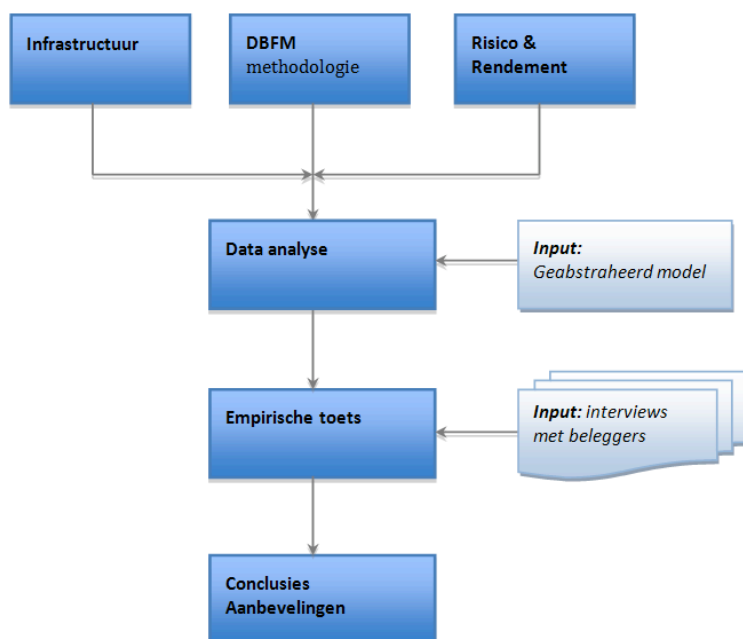 Infrastructuur
DBFM
methodologie
Risico &
Rendement
Data analyse
Input:
Geabstraheerd model
Empirische toets
Input: interviews
met beleggers
Conclusies
Aanbevelingen